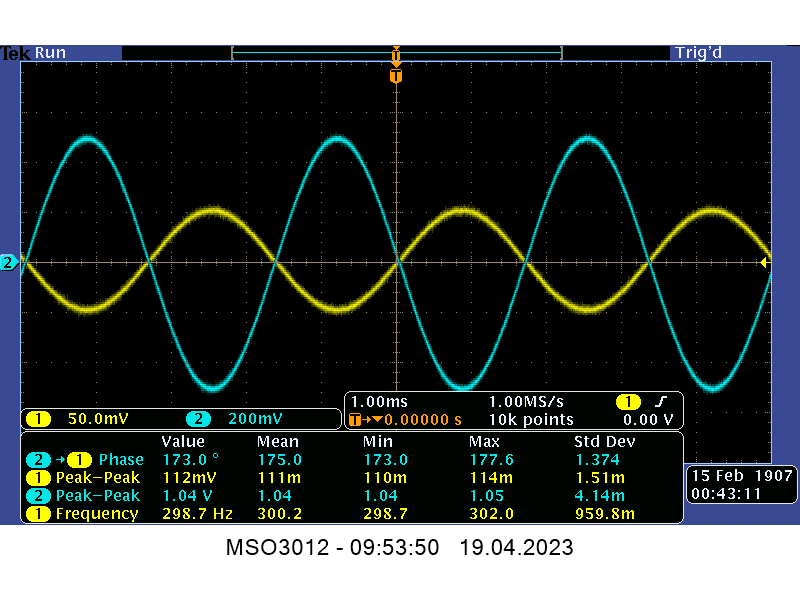 Tek Run Trig'd
T
T
2
1.00ms 1.00MS/s 1 
1 50.0mV 2 200mV T→▼0.00000 s 10k points 0.00 V
Value Mean Min Max Std Dev
2 →1 Phase 173.0 ° 175.0 173.0 177.6 1.374
1 Peak–Peak 112mV 111m 110m 114m 1.51m
2 Peak–Peak 1.04 V 1.04 1.04 1.05 4.14m
1 Frequency 298.7 Hz 300.2 298.7 302.0 959.8m
15 Feb 1907
00:43:11
MSO3012 - 09:53:50 19.04.2023